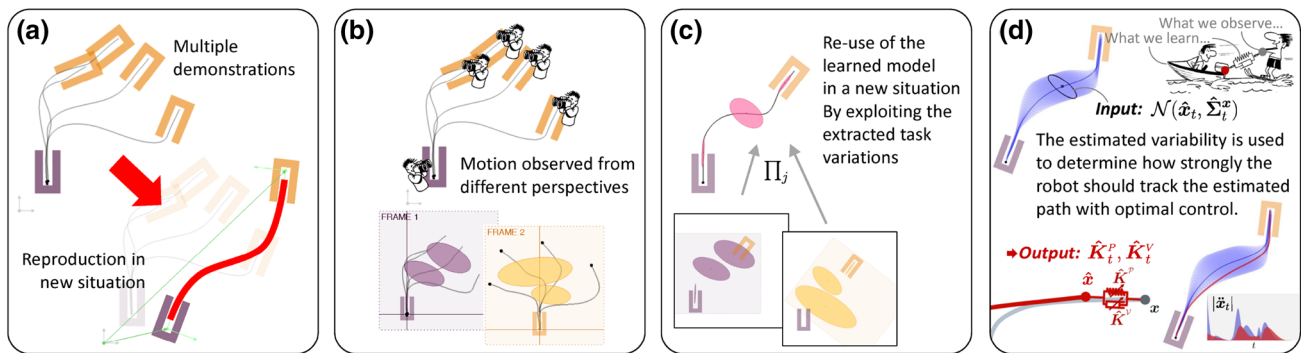 (a)
Multiple
demonstrations
Reproduction in
new situation
(b)
Motion observed from
different perspectives
FRAME 1
FRAME 2
(c)
Re-use of the
learned model
in a new situation
By exploiting the
extracted task
variations
∏j
(d)
What we observe...
What we learn...
Input: 𝒩(x̂t, Σ̂tˣ)
The estimated variability is used
to determine how strongly the
robot should track the estimated
path with optimal control.
➡Output: K̂tᴾ, K̂tⱽ
x̂
K̂ᴾ
K̂ⱽ
x
|ẍt|
t